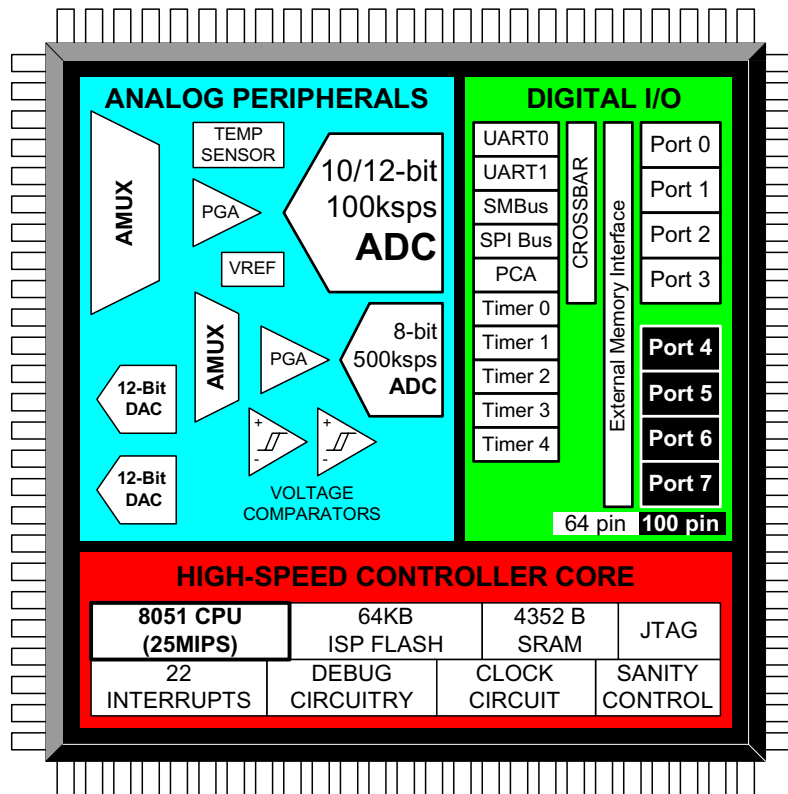 ANALOG PERIPHERALS
AMUX
TEMP
SENSOR
PGA
VREF
10/12-bit
100ksps
ADC
AMUX
PGA
8-bit
500ksps
ADC
12-Bit
DAC
12-Bit
DAC
+
-
+
-
VOLTAGE
COMPARATORS
DIGITAL I/O
UART0
UART1
SMBus
SPI Bus
PCA
Timer 0
Timer 1
Timer 2
Timer 3
Timer 4
CROSSBAR
External Memory Interface
Port 0
Port 1
Port 2
Port 3
Port 4
Port 5
Port 6
Port 7
64 pin 100 pin
HIGH-SPEED CONTROLLER CORE
8051 CPU
(25MIPS)
64KB
ISP FLASH
4352 B
SRAM
JTAG
22
INTERRUPTS
DEBUG
CIRCUITRY
CLOCK
CIRCUIT
SANITY
CONTROL